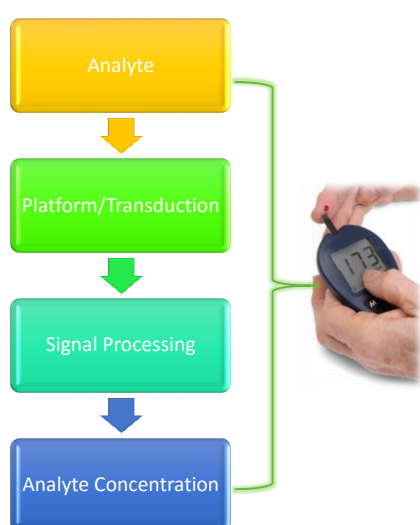 Analyte
Platform/Transduction
173
Signal Processing
Analyte Concentration